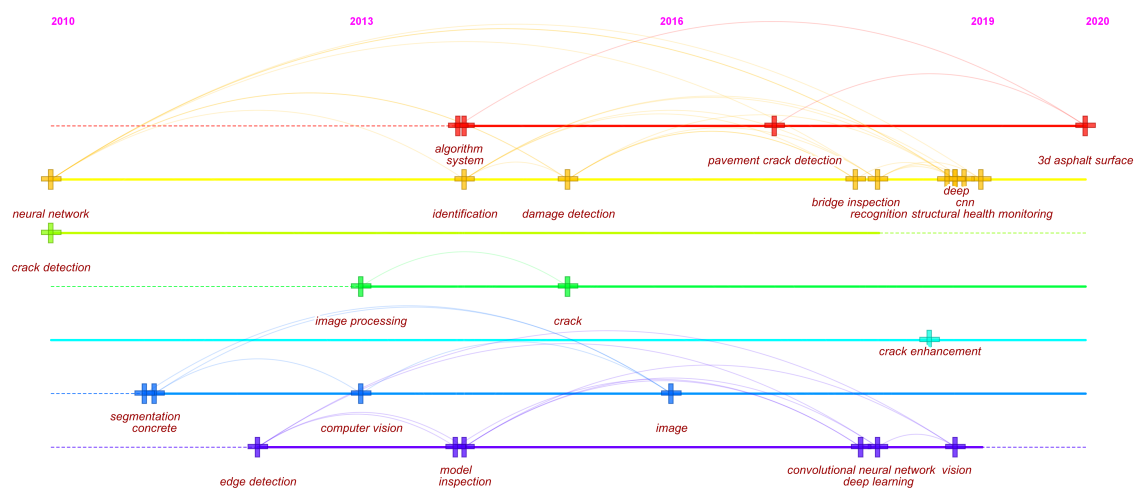 2010 2013 2016 2019 2020
algorithm
system pavement crack detection 3d asphalt surface
deep
bridge inspection cnn
neural network identification damage detection recognition structural health monitoring
crack detection
image processing crack
crack enhancement
segmentation
concrete computer vision image
model convolutional neural network vision
edge detection inspection deep learning